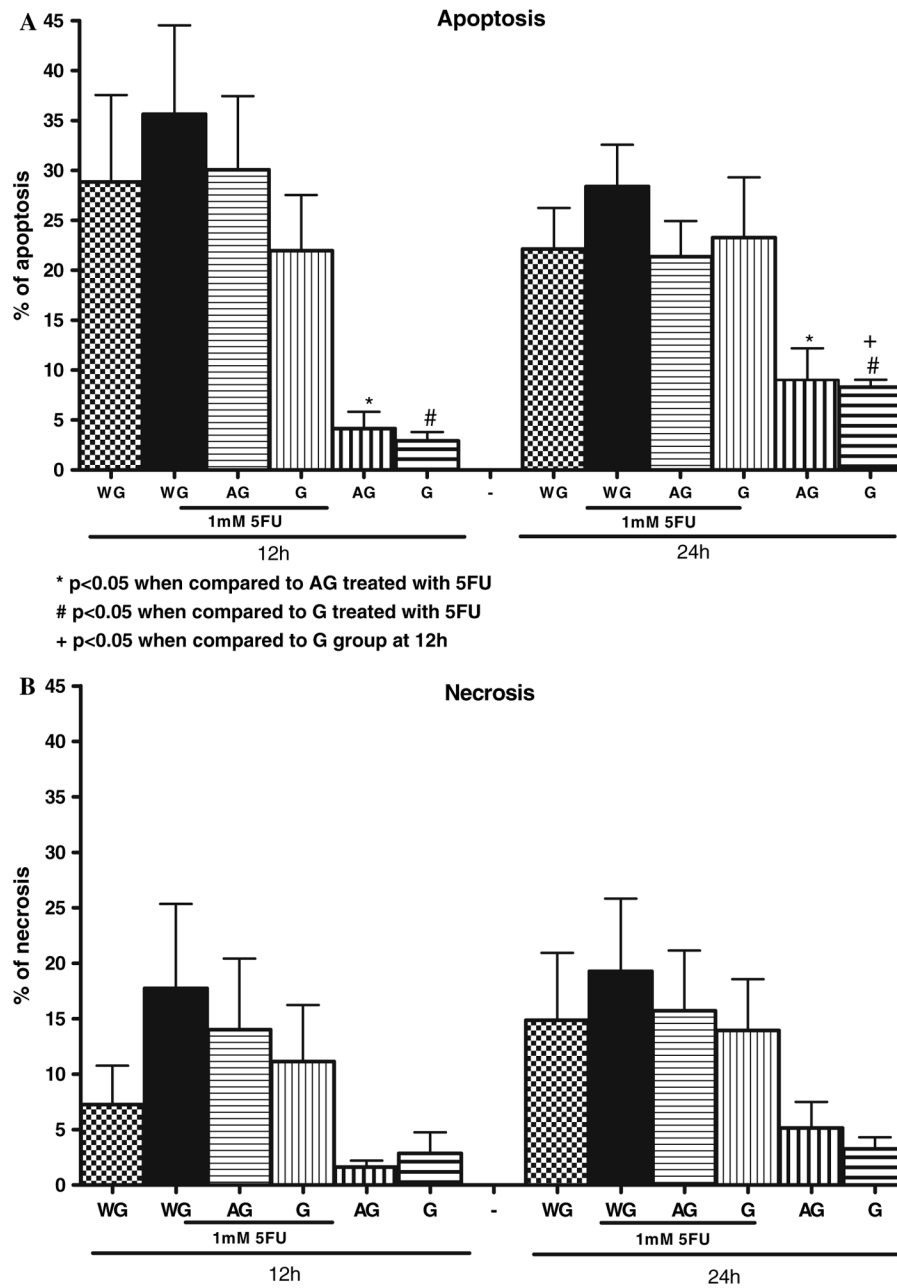 A
Apoptosis
% of apoptosis
45
40
35
30
25
20
15
10
5
0
*
#
*
+
#
WG WG AG G AG G - WG WG AG G AG G
1mM 5FU 1mM 5FU
12h 24h
* p<0.05 when compared to AG treated with 5FU
# p<0.05 when compared to G treated with 5FU
+ p<0.05 when compared to G group at 12h
B
Necrosis
% of necrosis
45
40
35
30
25
20
15
10
5
0
WG WG AG G AG G - WG WG AG G AG G
1mM 5FU 1mM 5FU
12h 24h